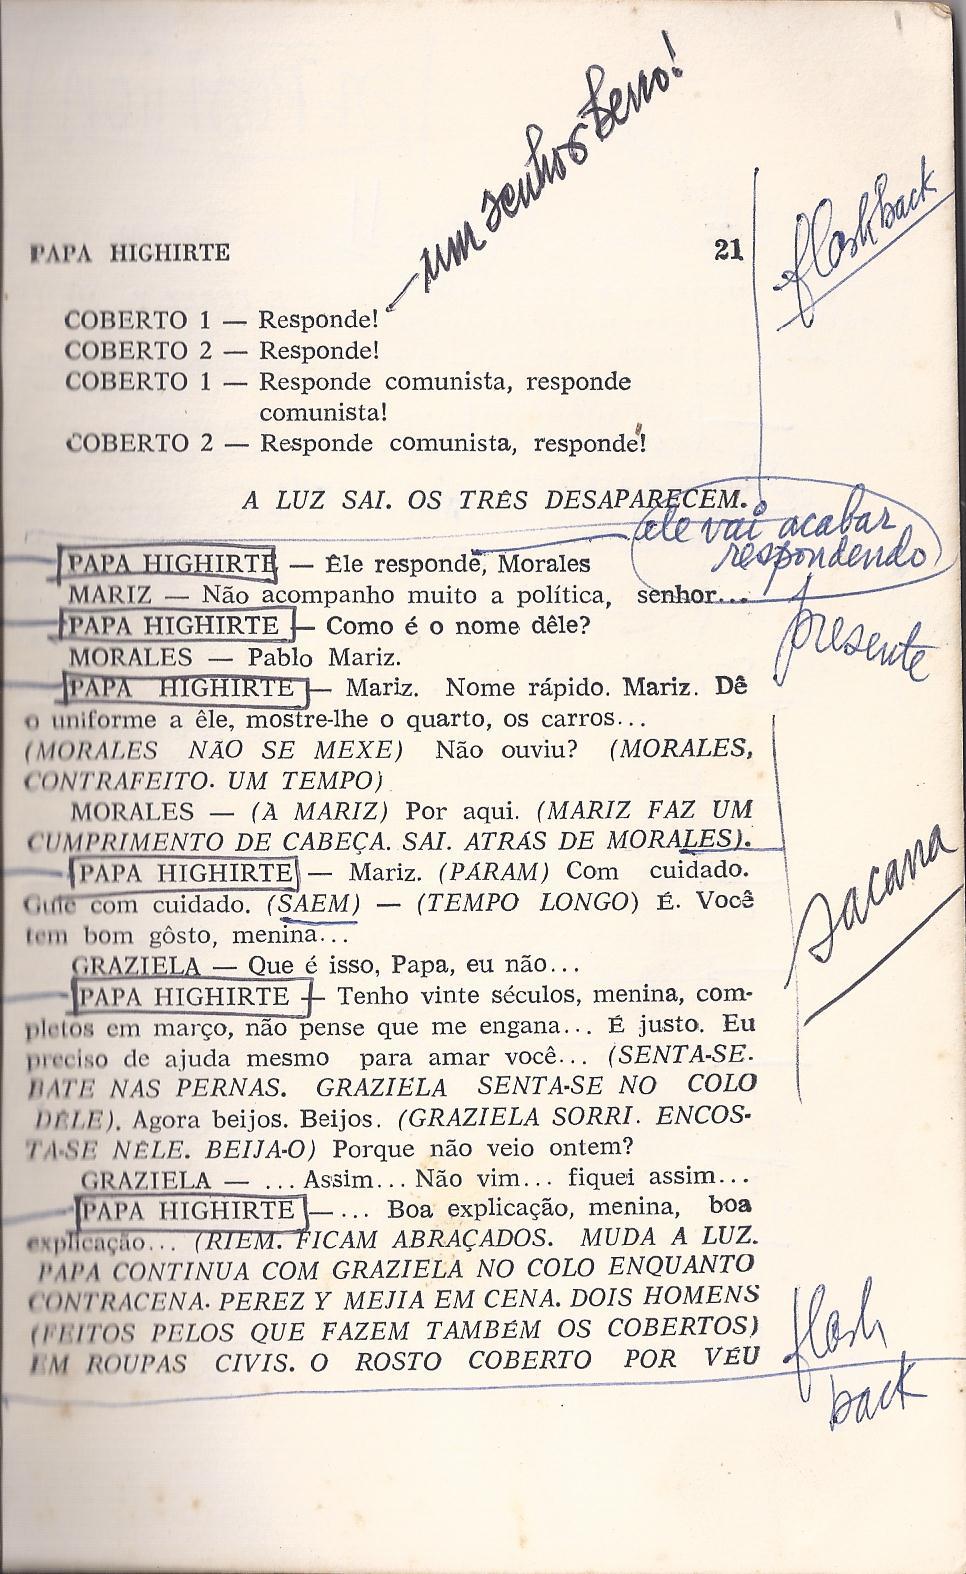 um senhor berro!
flashback
PAPA HIGHIRTE 21
COBERTO 1 — Responde!
COBERTO 2 — Responde!
COBERTO 1 — Responde comunista, responde
comunista!
COBERTO 2 — Responde comunista, responde!
A LUZ SAI. OS TRÊS DESAPARECEM.
ele vai acabar
respondendo
PAPA HIGHIRTE — Êle responde, Morales
MARIZ — Não acompanho muito a política, senhor...
presente
PAPA HIGHIRTE — Como é o nome dêle?
MORALES — Pablo Mariz.
PAPA HIGHIRTE — Mariz. Nome rápido. Mariz. Dê
o uniforme a êle, mostre-lhe o quarto, os carros...
(MORALES NÃO SE MEXE) Não ouviu? (MORALES,
CONTRAFEITO. UM TEMPO)
MORALES — (A MARIZ) Por aqui. (MARIZ FAZ UM
CUMPRIMENTO DE CABEÇA. SAI. ATRÁS DE MORALES).
PAPA HIGHIRTE — Mariz. (PÁRAM) Com cuidado.
Guie com cuidado. (SAEM) — (TEMPO LONGO) É. Você
tem bom gôsto, menina...
sacana
GRAZIELA — Que é isso, Papa, eu não...
PAPA HIGHIRTE — Tenho vinte séculos, menina, com-
pletos em março, não pense que me engana... É justo. Eu
preciso de ajuda mesmo para amar você... (SENTA-SE.
BATE NAS PERNAS. GRAZIELA SENTA-SE NO COLO
DÊLE). Agora beijos. Beijos. (GRAZIELA SORRI. ENCOS-
TA-SE NÊLE. BEIJA-O) Porque não veio ontem?
GRAZIELA — ... Assim... Não vim... fiquei assim...
PAPA HIGHIRTE — ... Boa explicação, menina, boa
explicação... (RIEM. FICAM ABRAÇADOS. MUDA A LUZ.
PAPA CONTINUA COM GRAZIELA NO COLO ENQUANTO
CONTRACENA. PEREZ Y MEJIA EM CENA. DOIS HOMENS
(FEITOS PELOS QUE FAZEM TAMBÉM OS COBERTOS)
EM ROUPAS CIVIS. O ROSTO COBERTO POR VÉU
flash
back